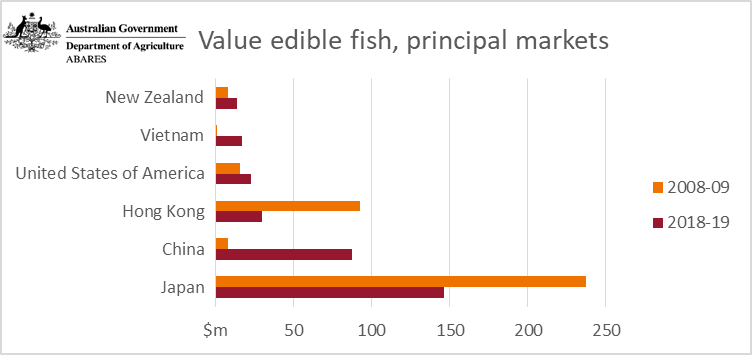 Australian Government
Department of Agriculture
ABARES
Value edible fish, principal markets
New Zealand
Vietnam
United States of America
Hong Kong
China
Japan
$m 50 100 150 200 250
2008-09
2018-19